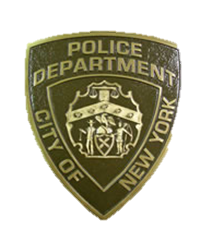 POLICE
DEPARTMENT
CITY OF
NEW YORK